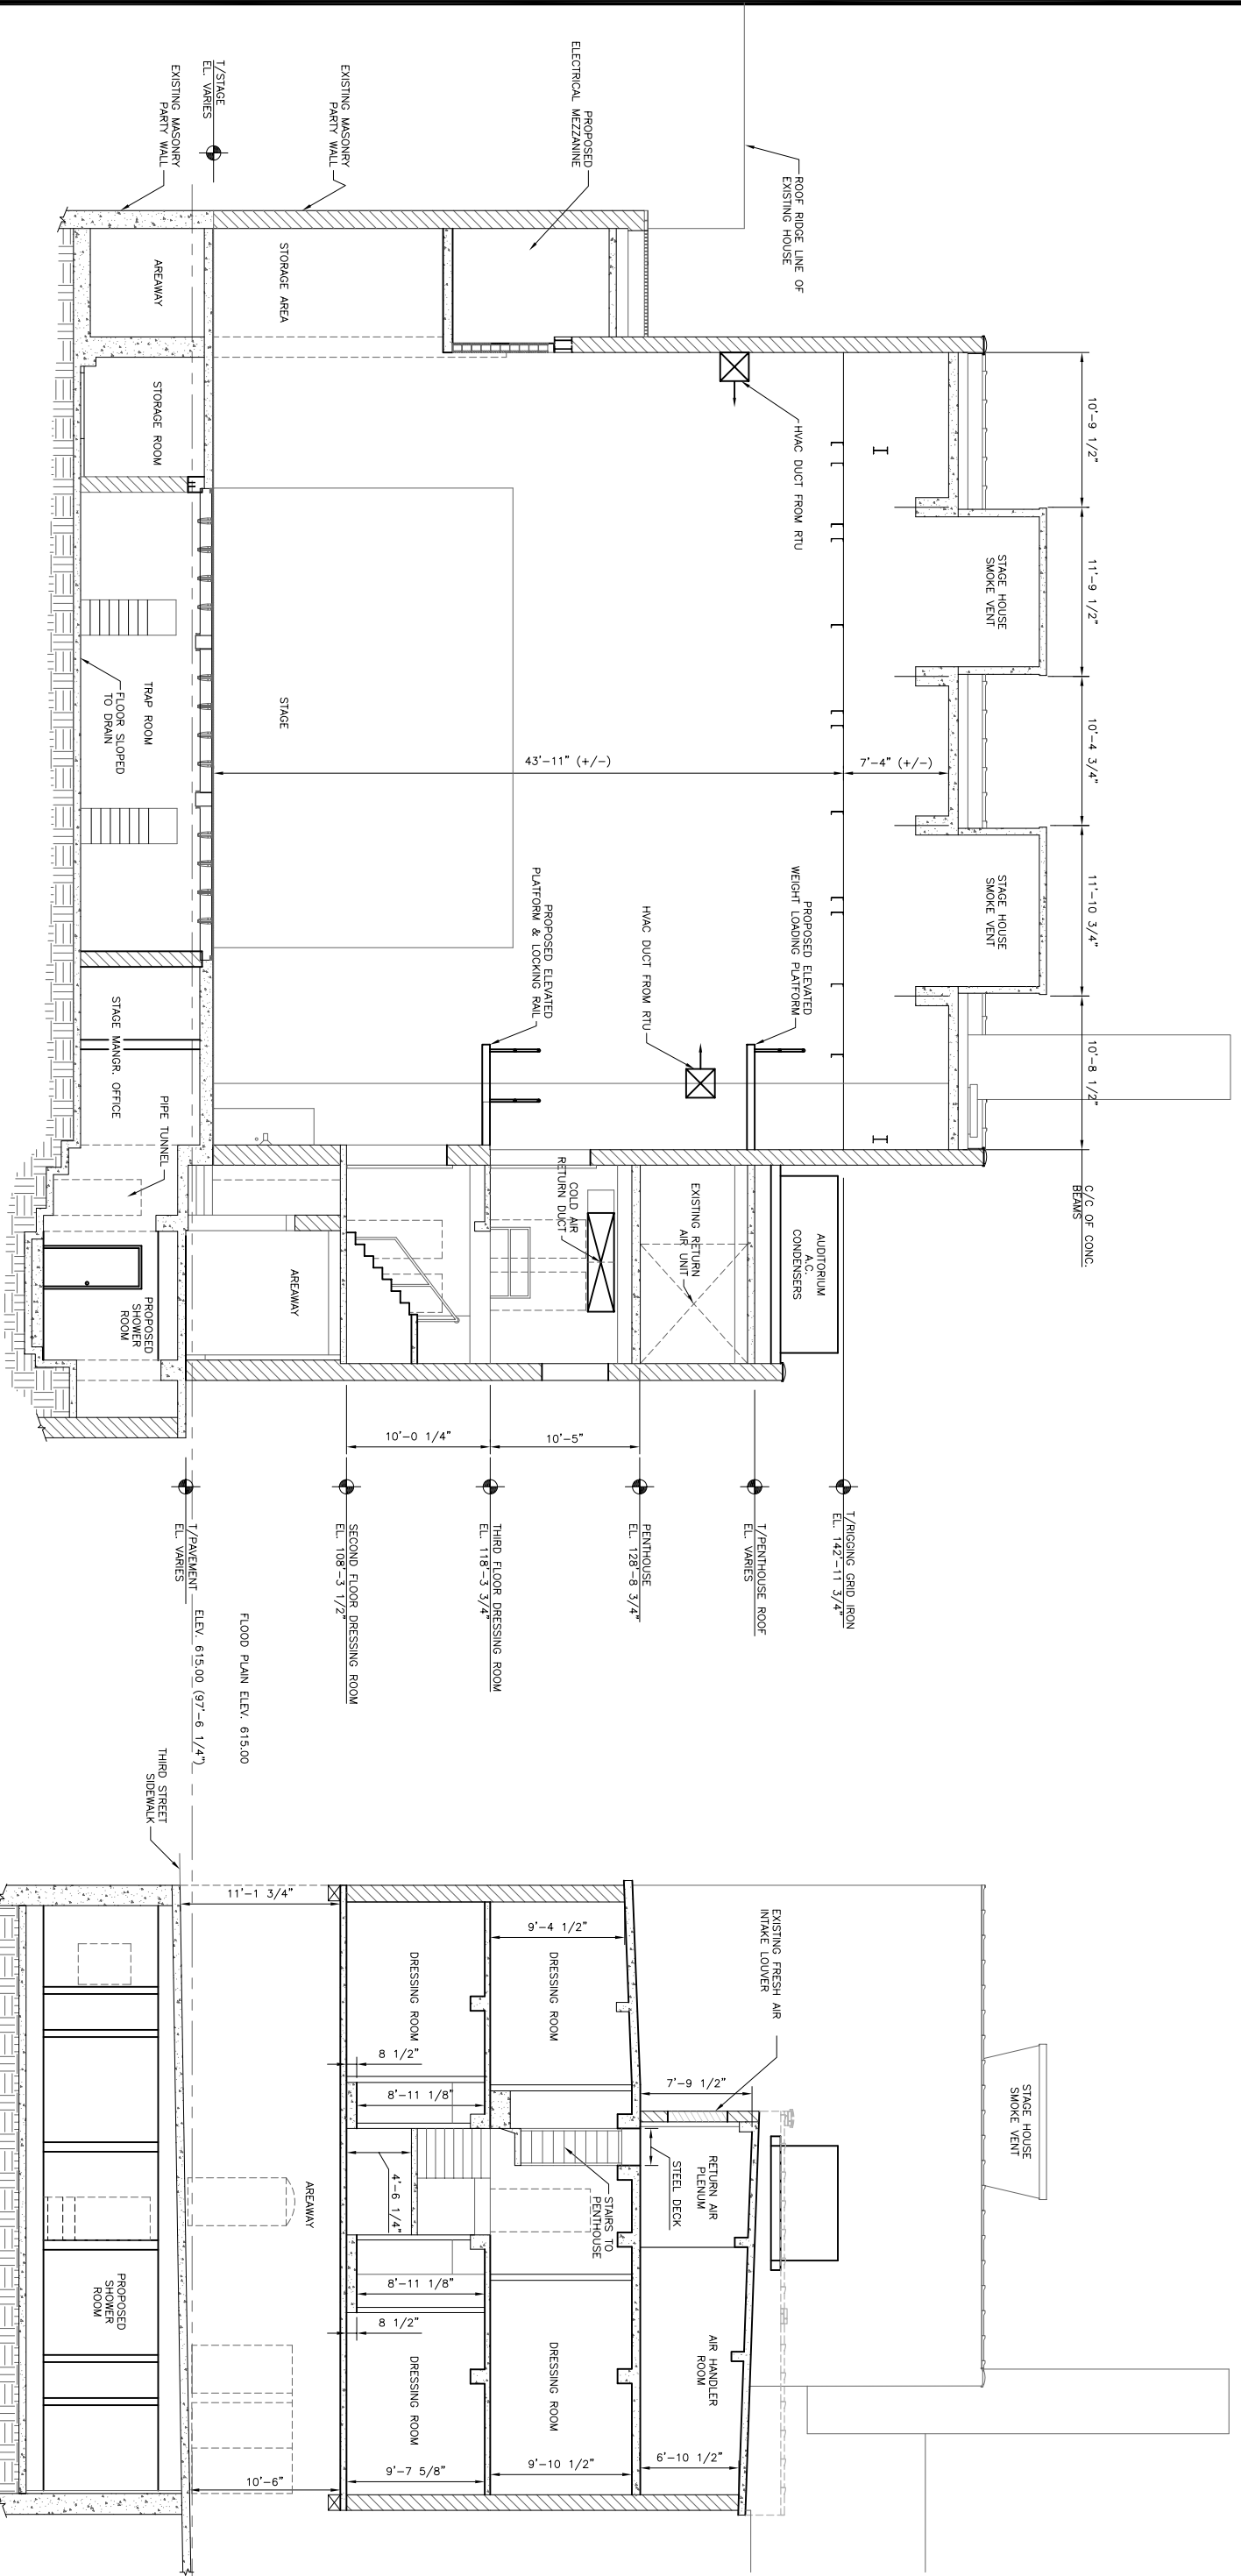 T/STAGE
EL. VARIES
EXISTING MASONRY
PARTY WALL
EXISTING MASONRY
PARTY WALL
PROPOSED
ELECTRICAL MEZZANINE
ROOF RIDGE LINE OF
EXISTING HOUSE
AREAWAY
STORAGE AREA
STORAGE ROOM
HVAC DUCT FROM RTU
10'-9 1/2"
11'-9 1/2"
10'-4 3/4"
11'-10 3/4"
10'-8 1/2"
C/C OF CONC.
BEAMS
STAGE HOUSE
SMOKE VENT
STAGE HOUSE
SMOKE VENT
TRAP ROOM
FLOOR SLOPED
TO DRAIN
STAGE
43'-11" (+/-)
7'-4" (+/-)
PROPOSED ELEVATED
PLATFORM & LOCKING RAIL
HVAC DUCT FROM RTU
PROPOSED ELEVATED
WEIGHT LOADING PLATFORM
STAGE MANGR. OFFICE
PIPE TUNNEL
PROPOSED
SHOWER
ROOM
AREAWAY
COLD AIR
RETURN DUCT
EXISTING RETURN
AIR UNIT
AUDITORIUM
A.C.
CONDENSERS
10'-0 1/4"
10'-5"
T/RIGGING GRID IRON
EL. 142'-11 3/4"
T/PENTHOUSE ROOF
EL. VARIES
PENTHOUSE
EL. 128'-8 3/4"
THIRD FLOOR DRESSING ROOM
EL. 118'-3 3/4"
SECOND FLOOR DRESSING ROOM
EL. 108'-3 1/2"
T/PAVEMENT
EL. VARIES
FLOOD PLAIN ELEV. 615.00
ELEV. 615.00 (97'-6 1/4")
THIRD STREET
SIDEWALK
11'-1 3/4"
9'-4 1/2"
EXISTING FRESH AIR
INTAKE LOUVER
STAGE HOUSE
SMOKE VENT
DRESSING ROOM
DRESSING ROOM
8 1/2"
8'-11 1/8"
7'-9 1/2"
4'-6 1/4"
STAIRS TO
PENTHOUSE
STEEL DECK
RETURN AIR
PLENUM
AREAWAY
8'-11 1/8"
8 1/2"
PROPOSED
SHOWER
ROOM
DRESSING ROOM
DRESSING ROOM
AIR HANDLER
ROOM
10'-6"
9'-7 5/8"
9'-10 1/2"
6'-10 1/2"